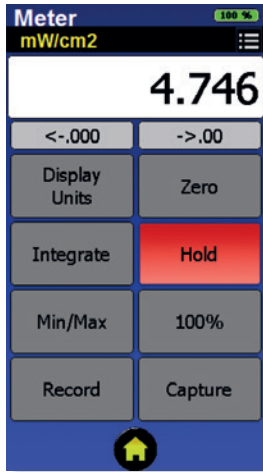 Meter
100 %
mW/cm2
4.746
<-.000
->.00
Display
Units
Zero
Integrate
Hold
Min/Max
100%
Record
Capture